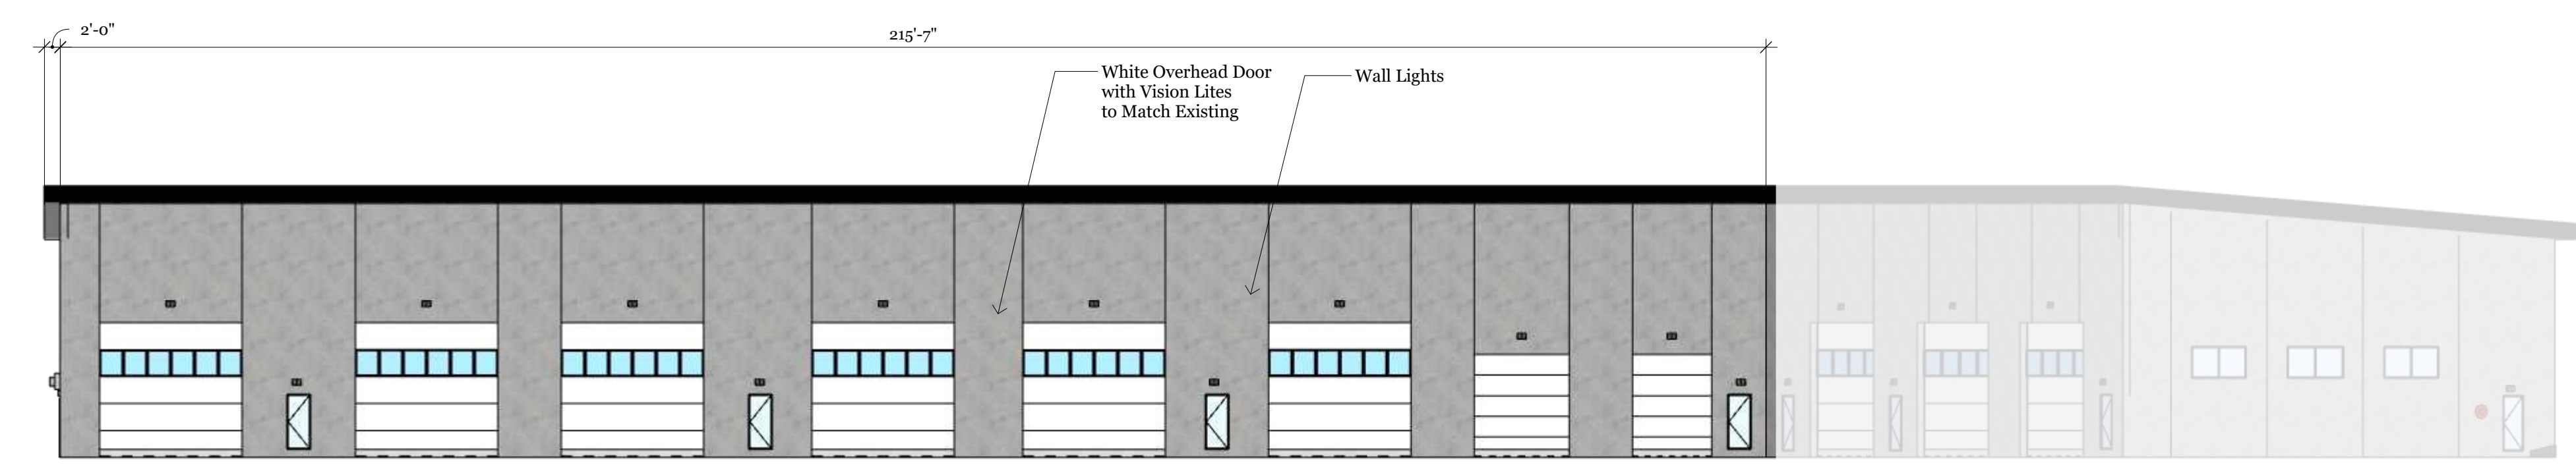 2'-0"
215'-7"
White Overhead Door
with Vision Lites
to Match Existing
Wall Lights